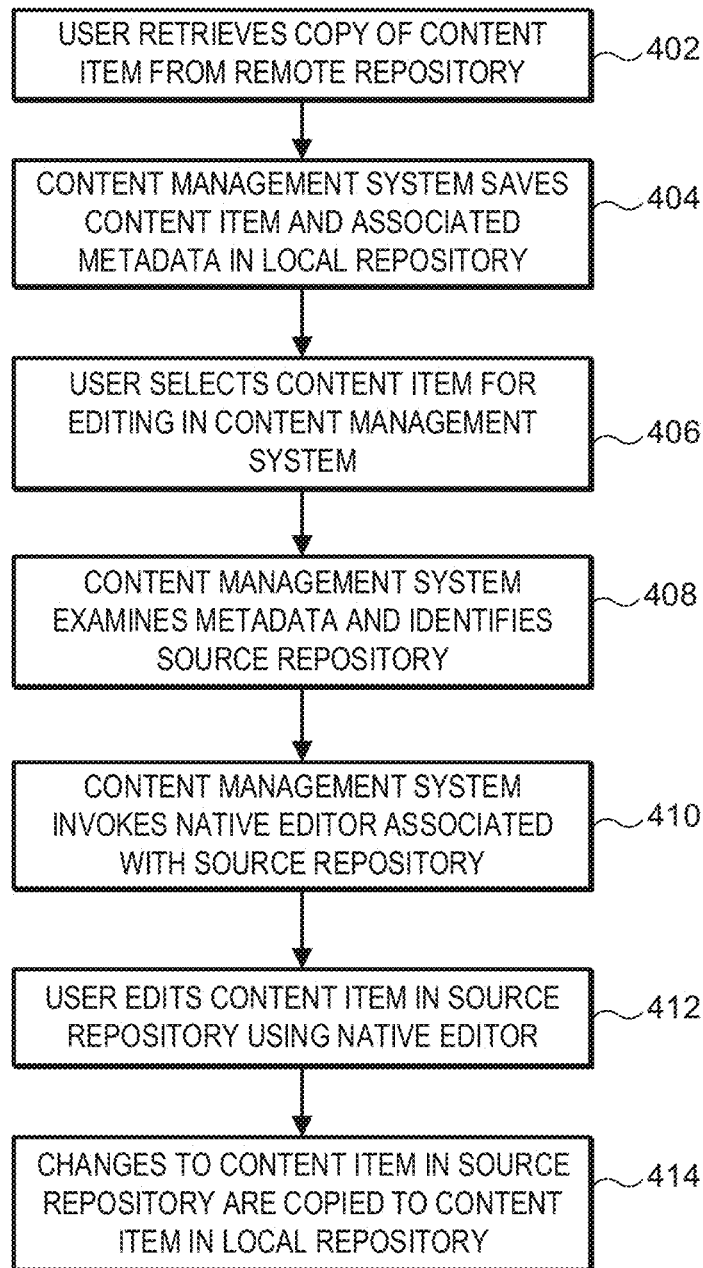 USER RETRIEVES COPY OF CONTENT
ITEM FROM REMOTE REPOSITORY
402
CONTENT MANAGEMENT SYSTEM SAVES
CONTENT ITEM AND ASSOCIATED
METADATA IN LOCAL REPOSITORY
404
USER SELECTS CONTENT ITEM FOR
EDITING IN CONTENT MANAGEMENT
SYSTEM
406
CONTENT MANAGEMENT SYSTEM
EXAMINES METADATA AND IDENTIFIES
SOURCE REPOSITORY
408
CONTENT MANAGEMENT SYSTEM
INVOKES NATIVE EDITOR ASSOCIATED
WITH SOURCE REPOSITORY
410
USER EDITS CONTENT ITEM IN SOURCE
REPOSITORY USING NATIVE EDITOR
412
CHANGES TO CONTENT ITEM IN SOURCE
REPOSITORY ARE COPIED TO CONTENT
ITEM IN LOCAL REPOSITORY
414